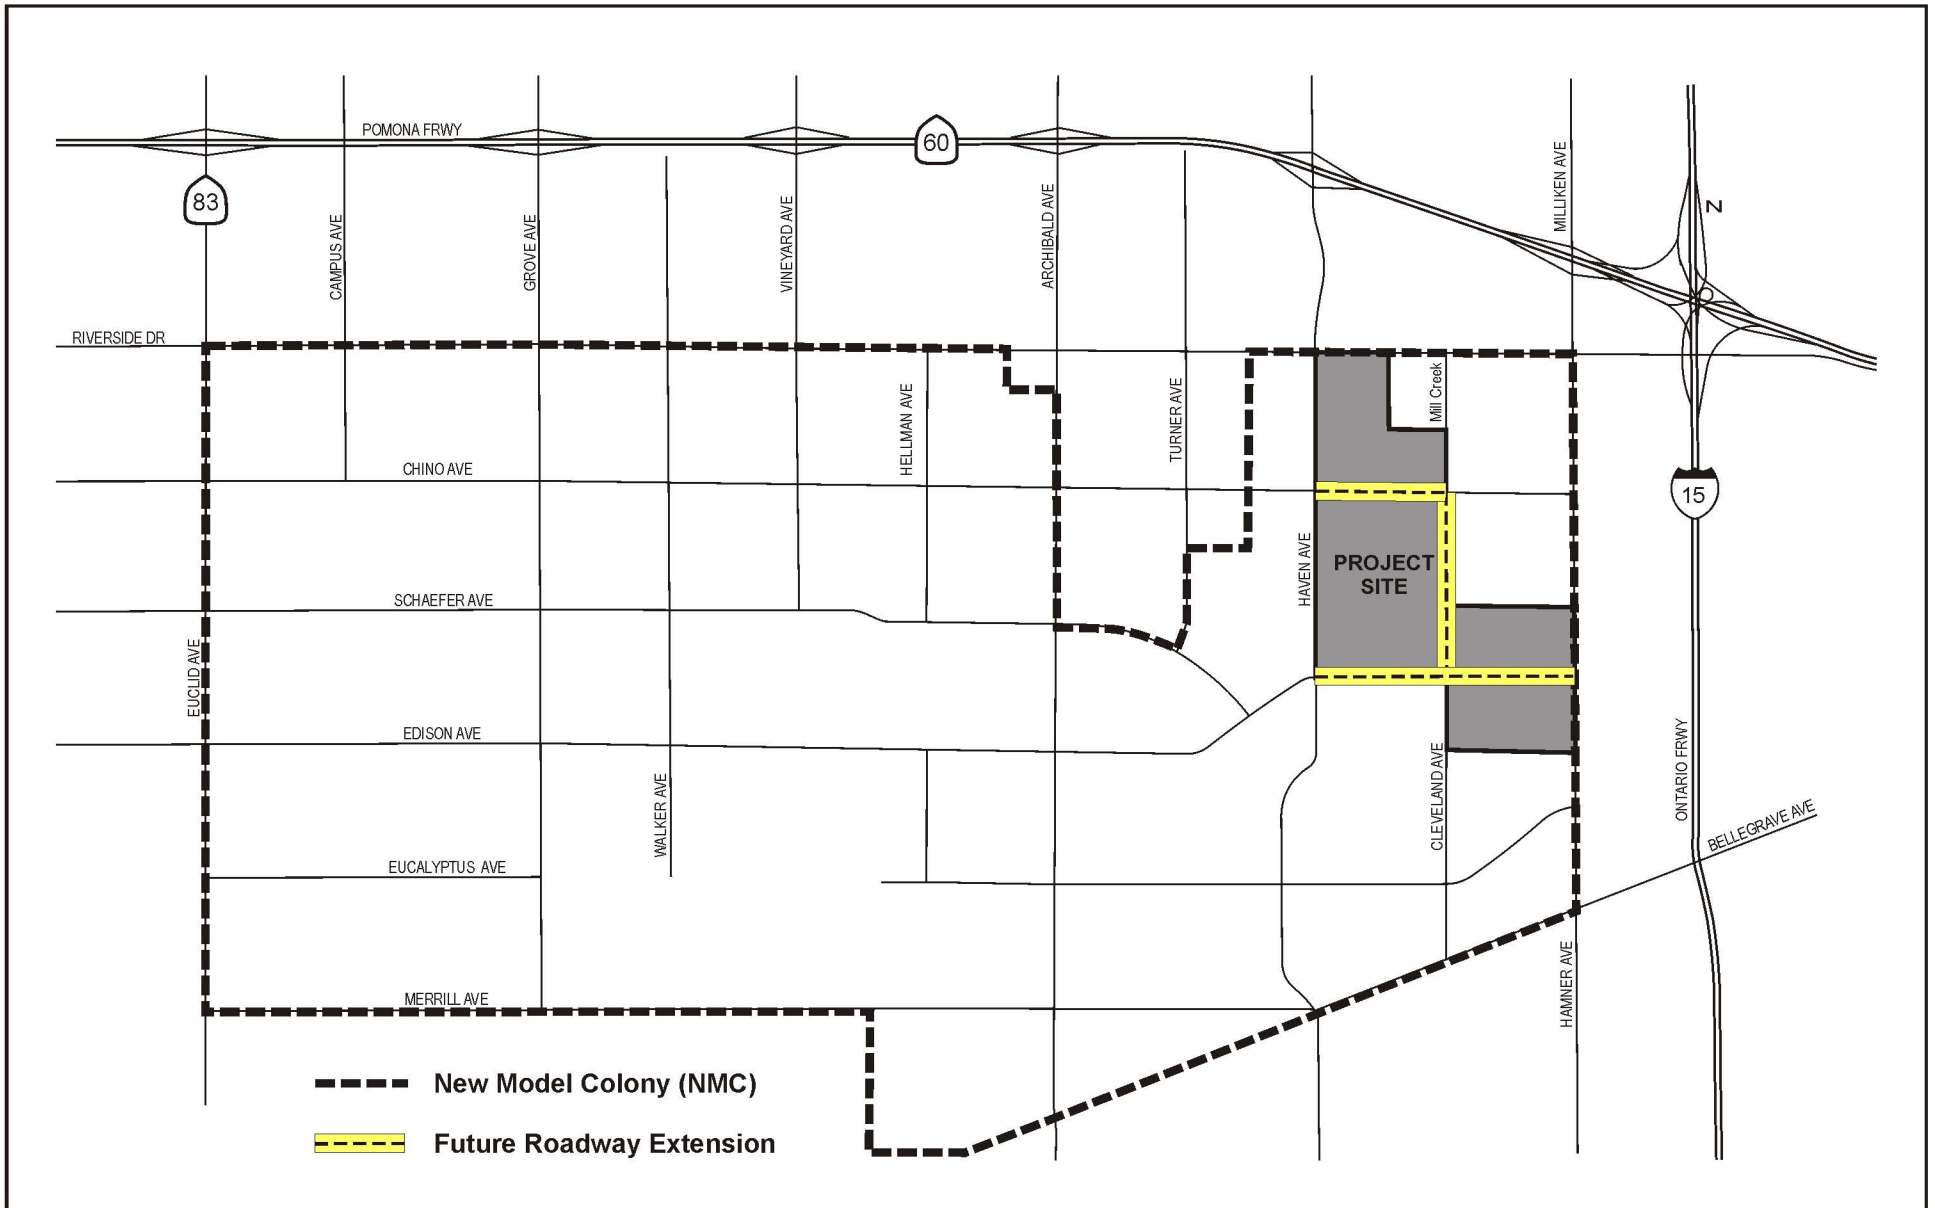 POMONA FRWY
60
83
CAMPUS AVE
GROVE AVE
VINEYARD AVE
ARCHIBALD AVE
MILLIKEN AVE
N
RIVERSIDE DR
HELLMAN AVE
TURNER AVE
Mill Creek
CHINO AVE
15
HAVEN AVE
PROJECT
SITE
SCHAEFER AVE
EUCLID AVE
EDISON AVE
WALKER AVE
CLEVELAND AVE
ONTARIO FRWY
BELLEGRAVE AVE
EUCALYPTUS AVE
MERRILL AVE
HAMNER AVE
New Model Colony (NMC)
Future Roadway Extension